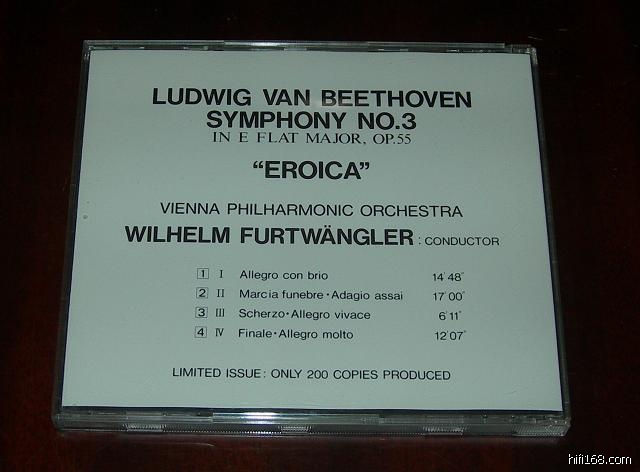 LUDWIG VAN BEETHOVEN
SYMPHONY NO.3
IN E FLAT MAJOR, OP.55
“EROICA”
VIENNA PHILHARMONIC ORCHESTRA
WILHELM FURTWÄNGLER : CONDUCTOR
1 I Allegro con brio 14'48"
2 II Marcia funebre·Adagio assai 17'00"
3 III Scherzo·Allegro vivace 6'11"
4 IV Finale·Allegro molto 12'07"
LIMITED ISSUE: ONLY 200 COPIES PRODUCED
hifi168.com